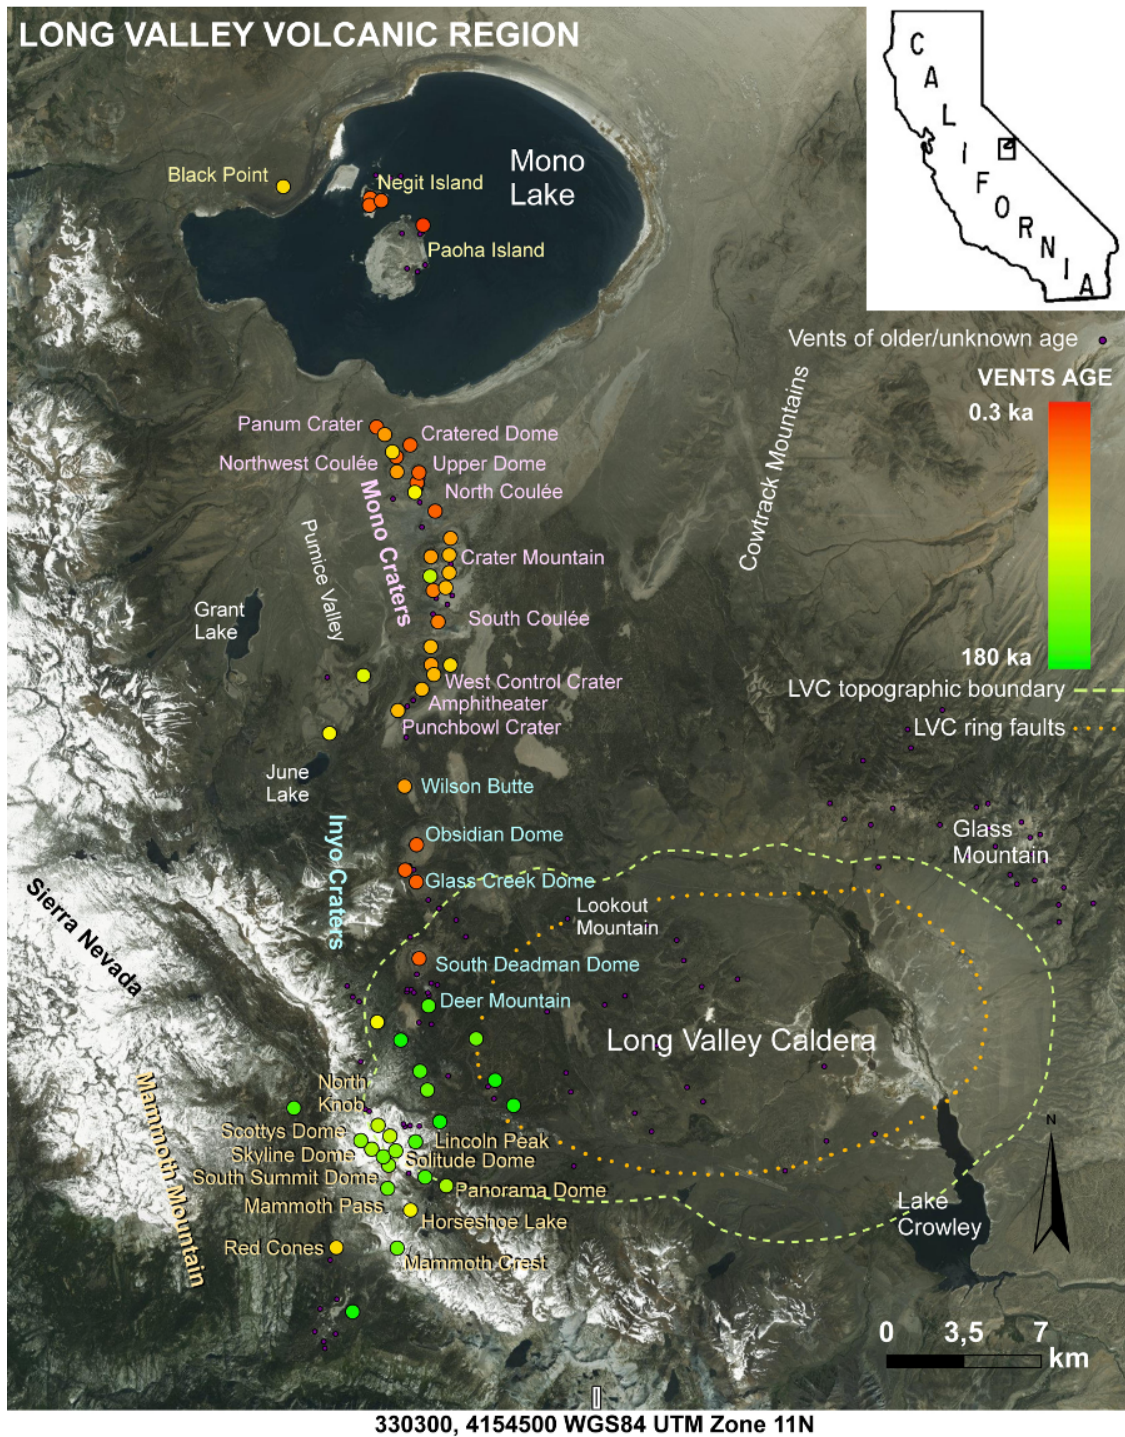 LONG VALLEY VOLCANIC REGION
C
A
L
I
F
O
R
N
I
A
Mono
Lake
Black Point
Negit Island
Paoha Island
Vents of older/unknown age
VENTS AGE
0.3 ka
180 ka
LVC topographic boundary
LVC ring faults
Cowtrack Mountains
Panum Crater
Cratered Dome
Northwest Coulée
Upper Dome
North Coulée
Mono Craters
Pumice Valley
Crater Mountain
Grant
Lake
South Coulée
West Control Crater
Amphitheater
Punchbowl Crater
June
Lake
Wilson Butte
Inyo Craters
Obsidian Dome
Glass Creek Dome
Glass
Mountain
Lookout
Mountain
Sierra Nevada
South Deadman Dome
Deer Mountain
Long Valley Caldera
Mammoth Mountain
North
Knob
Scottys Dome
Lincoln Peak
Skyline Dome
Solitude Dome
South Summit Dome
Panorama Dome
Mammoth Pass
Horseshoe Lake
Red Cones
Mammoth Crest
Lake
Crowley
N
0 3,5 7
km
330300, 4154500 WGS84 UTM Zone 11N